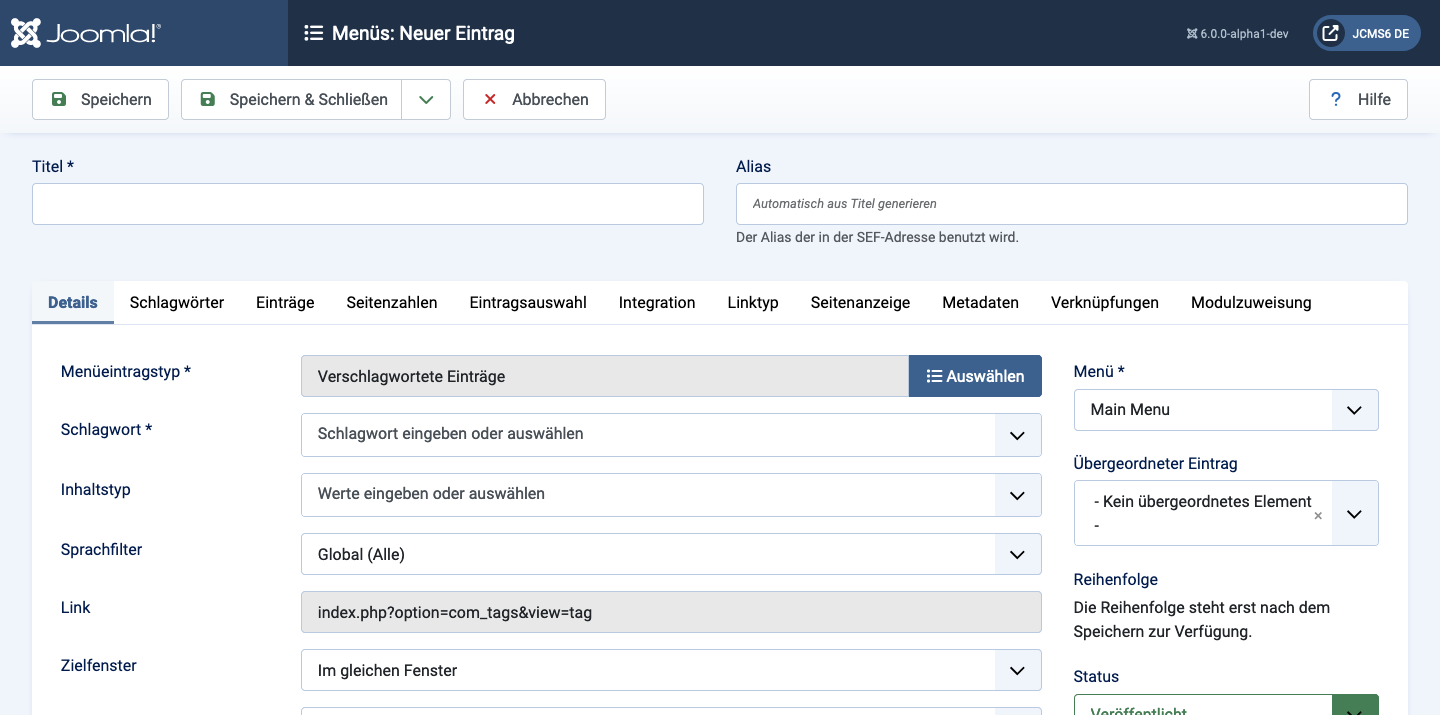 Joomla!®
Menüs: Neuer Eintrag
6.0.0-alpha1-dev
JCMS6 DE
Speichern
Speichern & Schließen
Abbrechen
? Hilfe
Titel *
Alias
Automatisch aus Titel generieren
Der Alias der in der SEF-Adresse benutzt wird.
Details Schlagwörter Einträge Seitenzahlen Eintragsauswahl Integration Linktyp Seitenanzeige Metadaten Verknüpfungen Modulzuweisung
Menüeintragstyp *
Verschlagwortete Einträge
Auswählen
Schlagwort *
Schlagwort eingeben oder auswählen
Inhaltstyp
Werte eingeben oder auswählen
Sprachfilter
Global (Alle)
Link
index.php?option=com_tags&view=tag
Zielfenster
Im gleichen Fenster
Menü *
Main Menu
Übergeordneter Eintrag
- Kein übergeordnetes Element
-
×
Reihenfolge
Die Reihenfolge steht erst nach dem
Speichern zur Verfügung.
Status
Veröffentlicht